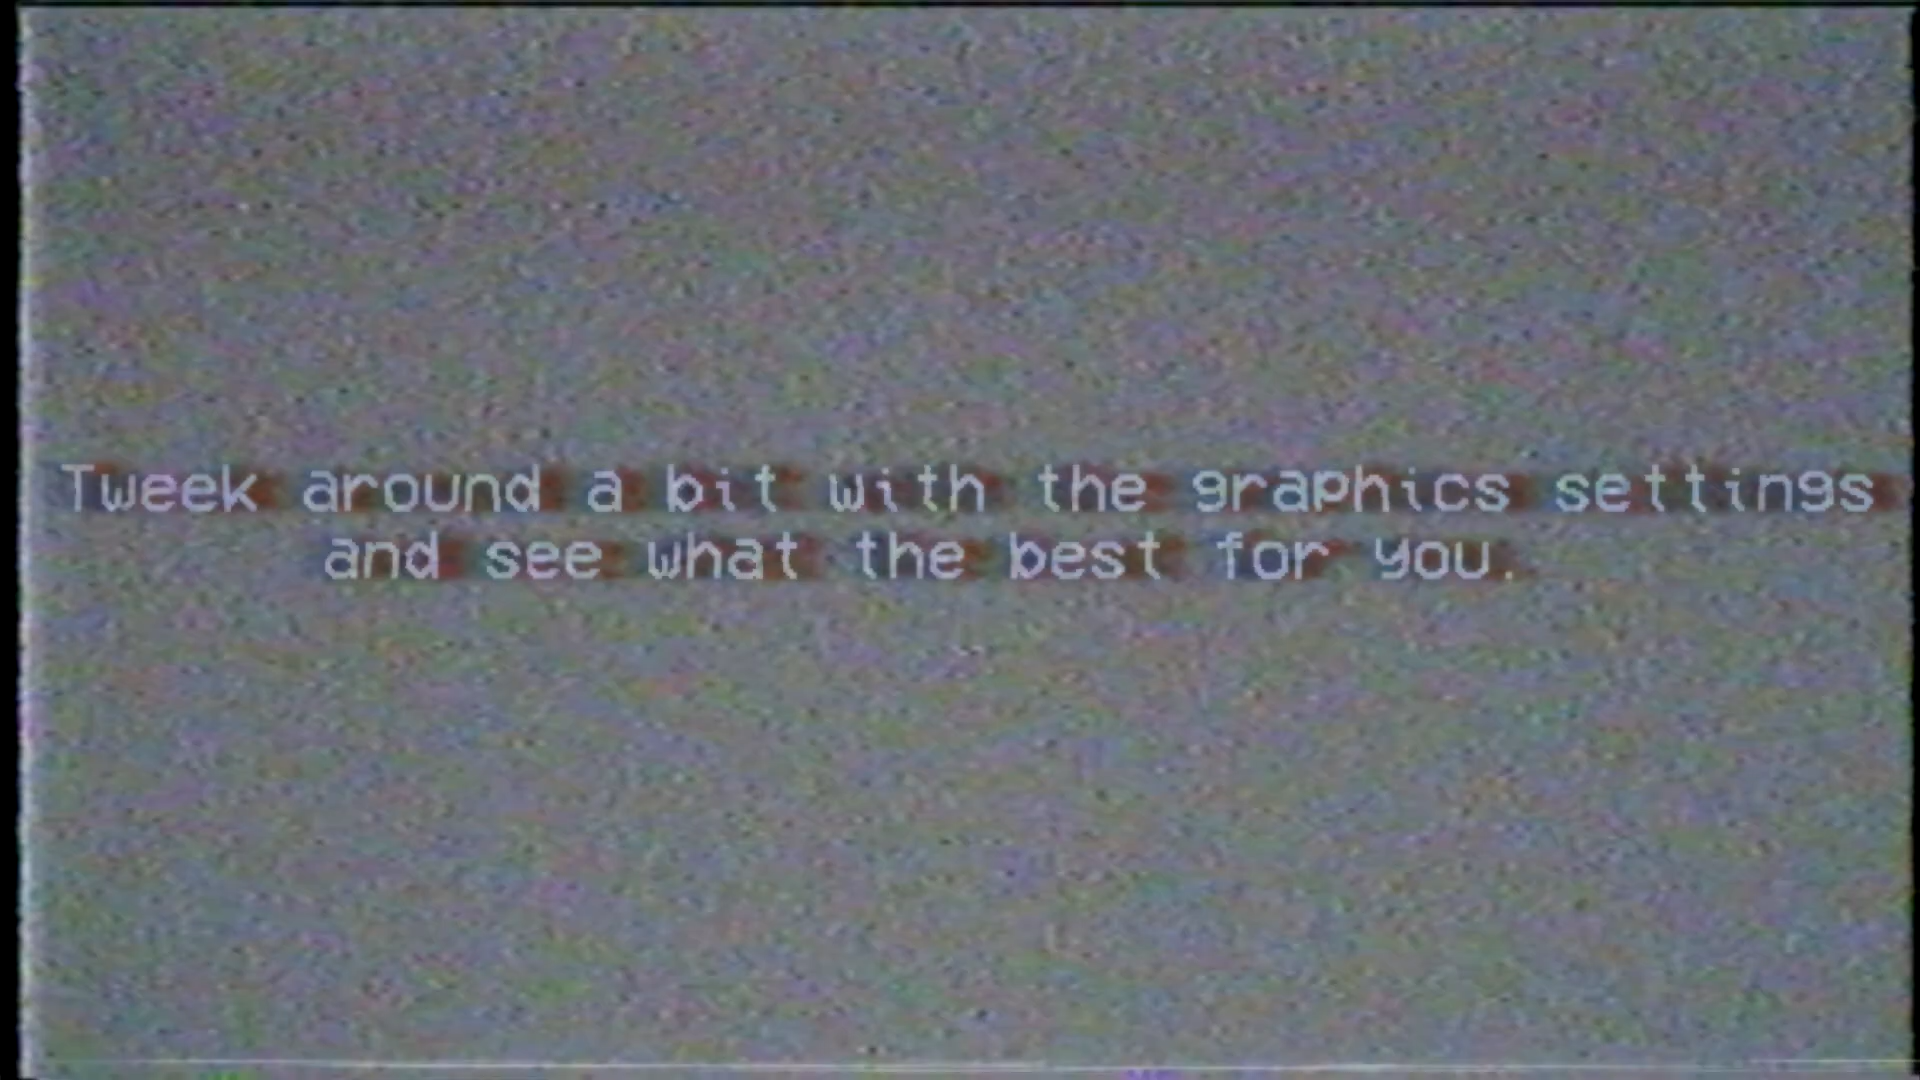 Tweek around a bit with the graphics settings
and see what the best for you.